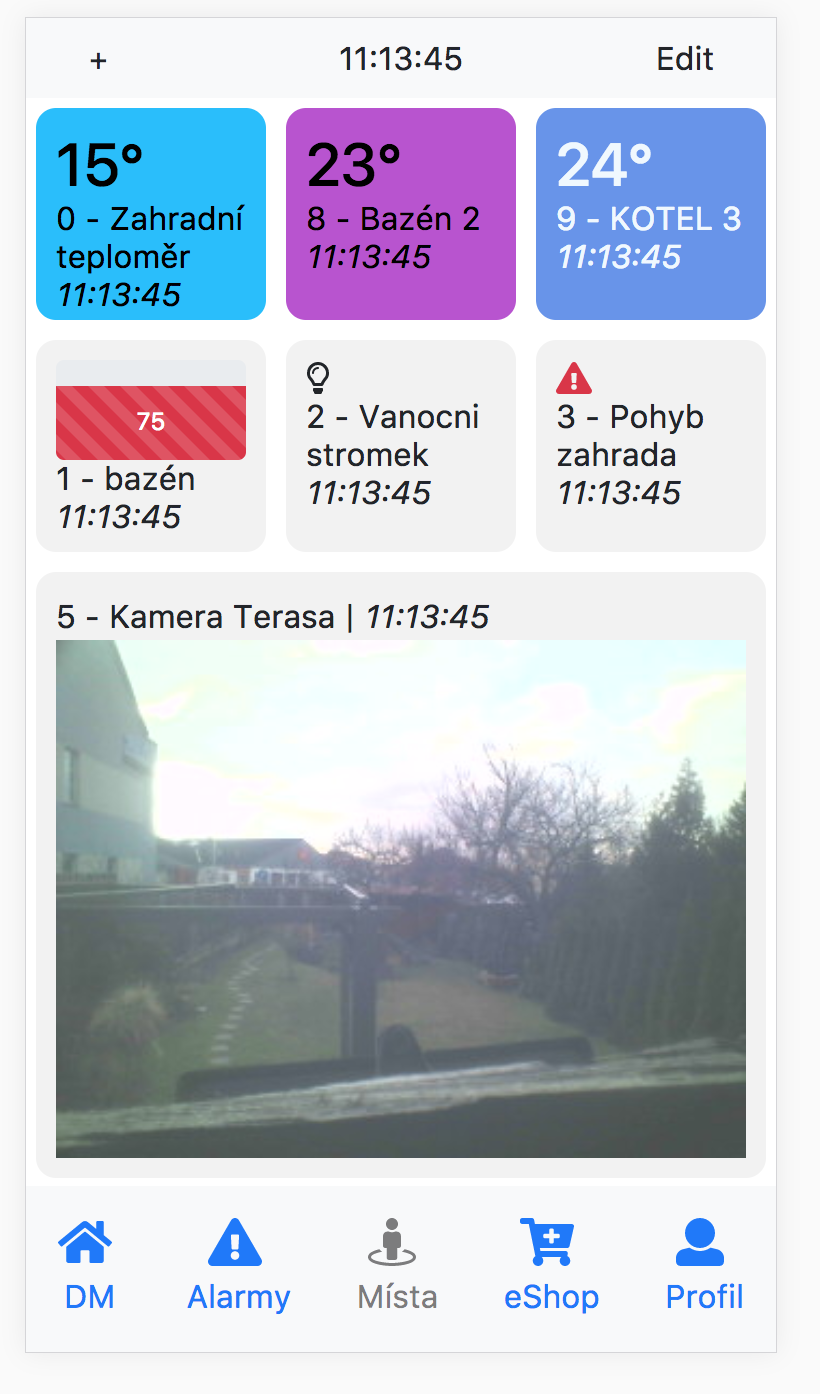 + 11:13:45 Edit
15°
0 - Zahradní
teploměr
11:13:45
23°
8 - Bazén 2
11:13:45
24°
9 - KOTEL 3
11:13:45
75
1 - bazén
11:13:45
2 - Vanocni
stromek
11:13:45
3 - Pohyb
zahrada
11:13:45
5 - Kamera Terasa | 11:13:45
DM Alarmy Místa eShop Profil